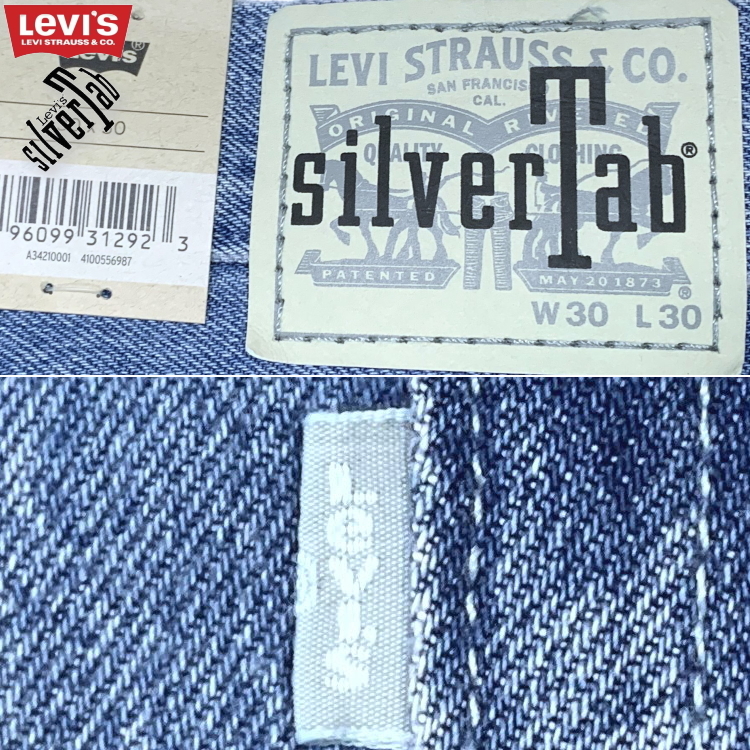 LEVI'S
LEVI STRAUSS & CO.
Levi's
silverTab
0
96099 31292 3
A34210001 4100556987
LEVI STRAUSS & CO.
SAN FRANCISCO
CAL.
ORIGINAL RIVETED
QUALITY CLOTHING
silverTab®
PATENTED MAY 20 1873 ®
W30 L30
LEVI'S